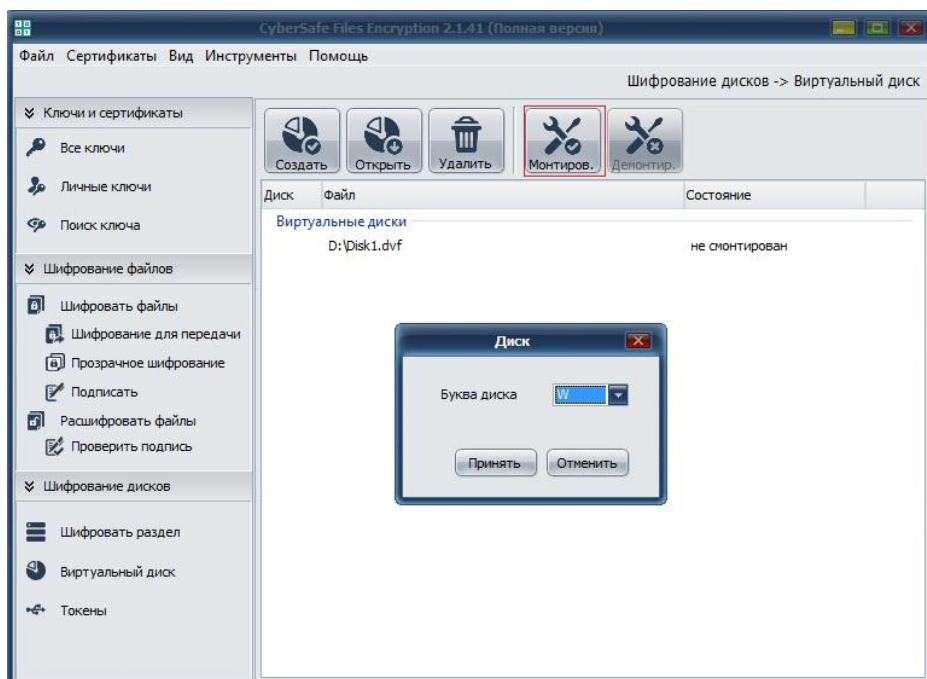 CyberSafe Files Encryption 2.1.41 (Полная версия)
Файл Сертификаты Вид Инструменты Помощь
Шифрование дисков -> Виртуальный диск
Ключи и сертификаты
Все ключи
Личные ключи
Поиск ключа
Шифрование файлов
Шифровать файлы
Шифрование для передачи
Прозрачное шифрование
Подписать
Расшифровать файлы
Проверить подпись
Шифрование дисков
Шифровать раздел
Виртуальный диск
Токены
Создать Открыть Удалить Монтиров. Демонтир.
Диск Файл Состояние
Виртуальные диски
D:\Disk1.dvf не смонтирован
Диск
Буква диска W
Принять Отменить